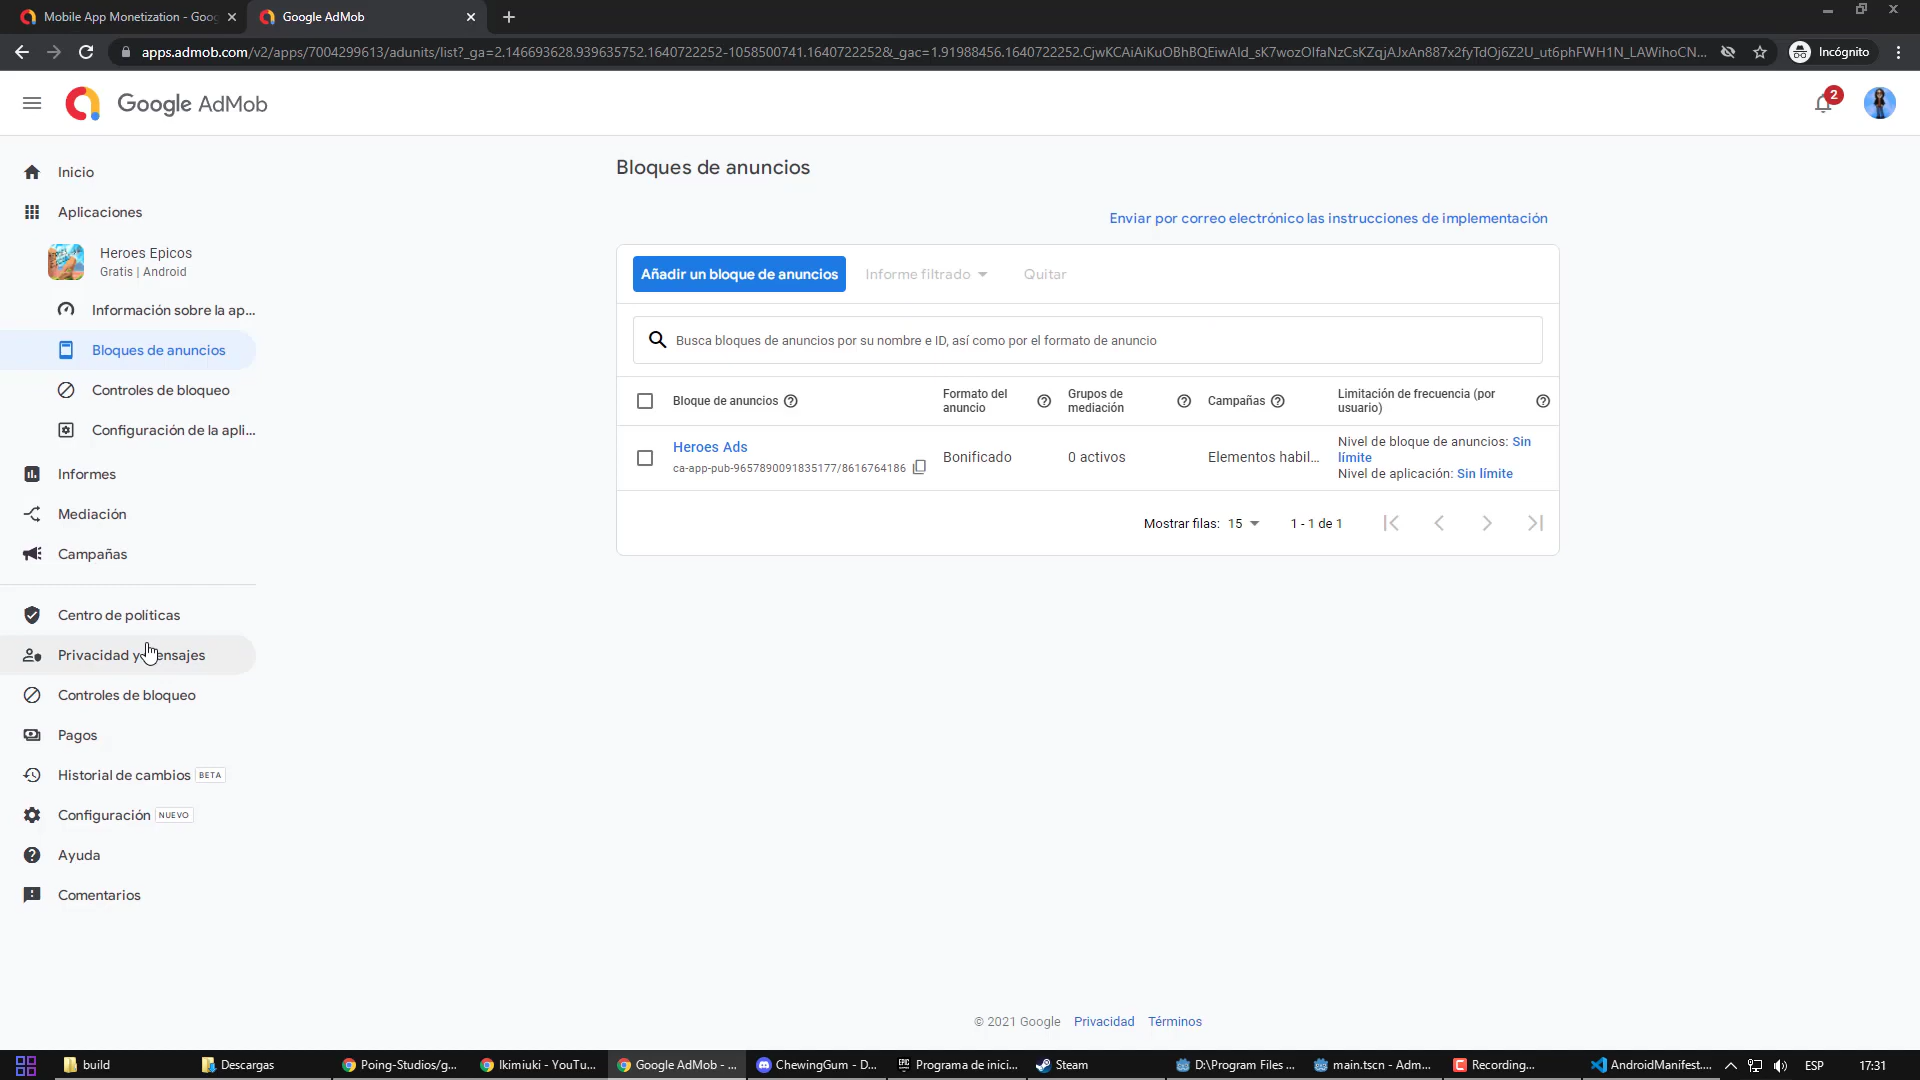 Mobile App Monetization - Goog
Google AdMob
apps.admob.com/v2/apps/7004299613/adunits/list?_ga=2.146693628.939635752.1640722252-1058500741.1640722252&_gac=1.91988456.1640722252.CjwKCAiAiKuOBhBQEiwAId_sK7wozOlfaNzCsKZqjAJxAn887x2fyTdOj6Z2U_ut6phFWH1N_LAWihoCN...
Incógnito
Google AdMob
2
Inicio
Aplicaciones
Heroes Epicos
Gratis | Android
Información sobre la ap...
Bloques de anuncios
Controles de bloqueo
Configuración de la apli...
Informes
Mediación
Campañas
Centro de políticas
Privacidad y ensajes
Controles de bloqueo
Pagos
Historial de cambios BETA
Configuración NUEVO
Ayuda
Comentarios
Bloques de anuncios
Enviar por correo electrónico las instrucciones de implementación
Añadir un bloque de anuncios
Informe filtrado
Quitar
Busca bloques de anuncios por su nombre e ID, así como por el formato de anuncio
Bloque de anuncios
Formato del anuncio
Grupos de mediación
Campañas
Limitación de frecuencia (por usuario)
Heroes Ads
ca-app-pub-9657890091835177/8616764186
Bonificado
0 activos
Elementos habil...
Nivel de bloque de anuncios: Sin límite
Nivel de aplicación: Sin límite
Mostrar filas: 15
1 - 1 de 1
© 2021 Google Privacidad Términos
build
Descargas
Poing-Studios/g...
Ikimiuki - YouTu...
Google AdMob - ...
ChewingGum - D...
Programa de inici...
Steam
D:\Program Files ...
main.tscn - Adm...
Recording...
AndroidManifest....
ESP
17:31